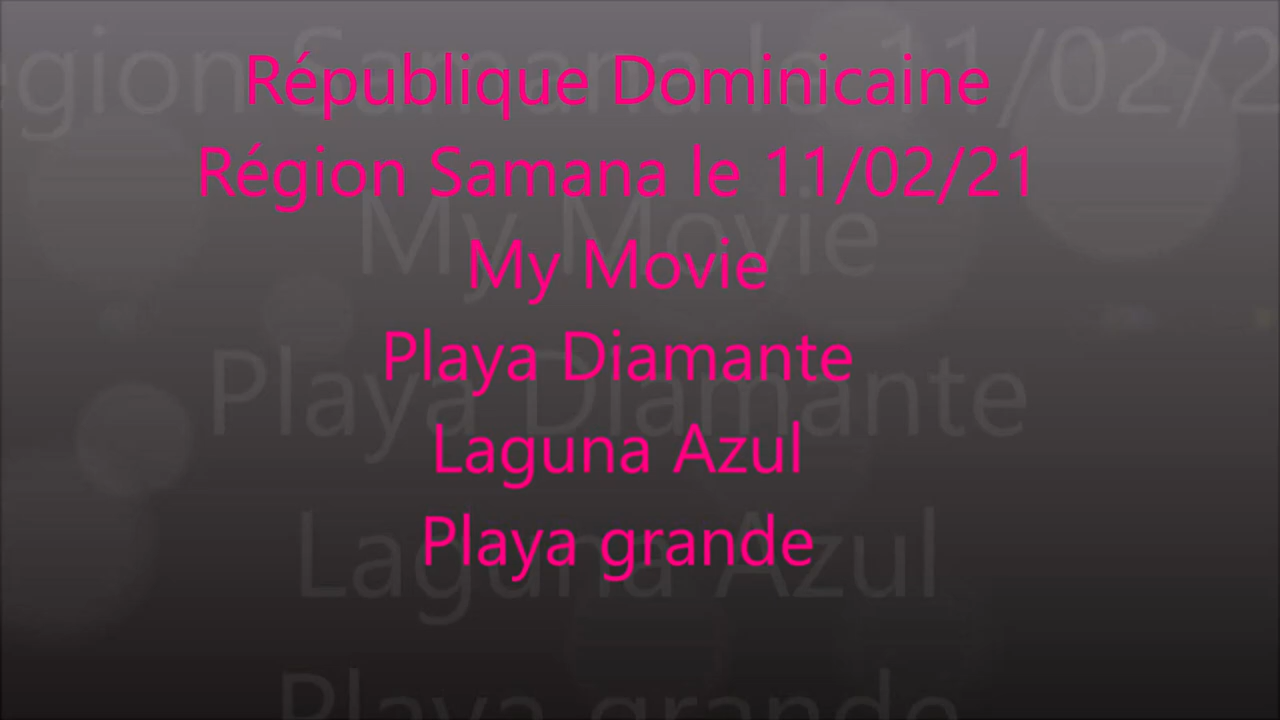 République Dominicaine
Région Samana le 11/02/21
My Movie
Playa Diamante
Laguna Azul
Playa grande